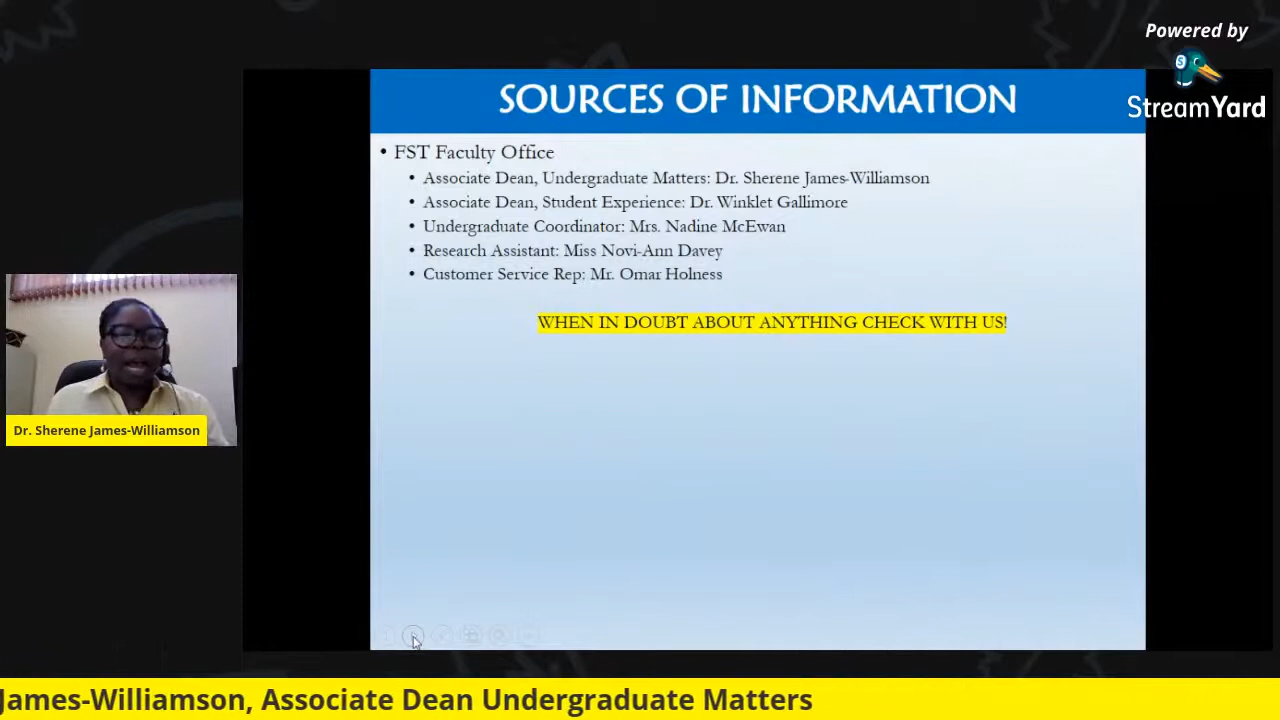 Powered by
StreamYard
SOURCES OF INFORMATION
• FST Faculty Office
• Associate Dean, Undergraduate Matters: Dr. Sherene James-Williamson
• Associate Dean, Student Experience: Dr. Winklet Gallimore
• Undergraduate Coordinator: Mrs. Nadine McEwan
• Research Assistant: Miss Novi-Ann Davey
• Customer Service Rep: Mr. Omar Holness
WHEN IN DOUBT ABOUT ANYTHING CHECK WITH US!
Dr. Sherene James-Williamson
James-Williamson, Associate Dean Undergraduate Matters